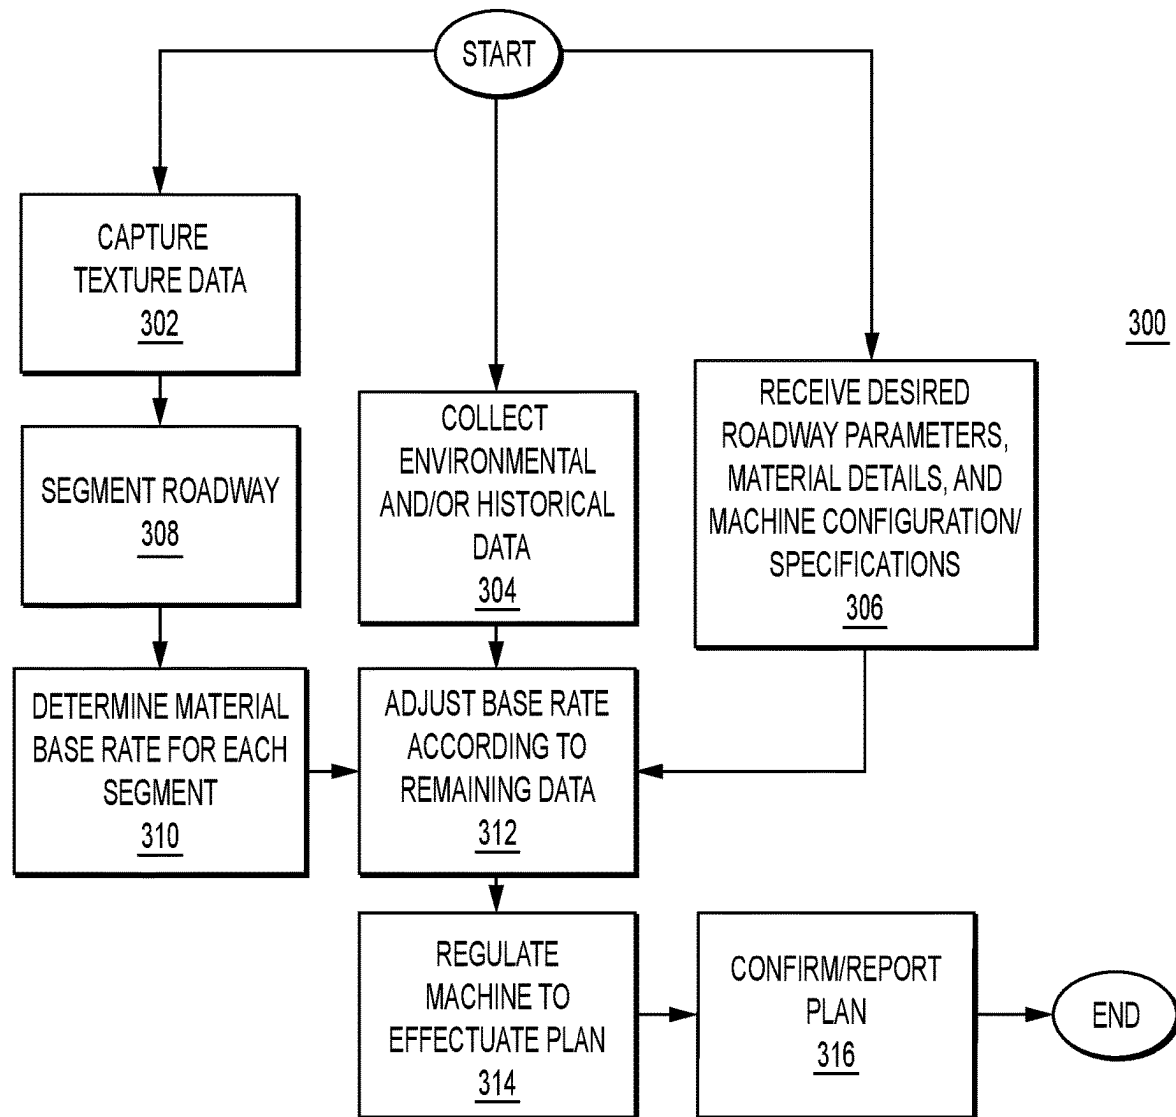 START
CAPTURE
TEXTURE DATA
302
300
SEGMENT ROADWAY
308
COLLECT
ENVIRONMENTAL
AND/OR HISTORICAL
DATA
304
RECEIVE DESIRED
ROADWAY PARAMETERS,
MATERIAL DETAILS, AND
MACHINE CONFIGURATION/
SPECIFICATIONS
306
DETERMINE MATERIAL
BASE RATE FOR EACH
SEGMENT
310
ADJUST BASE RATE
ACCORDING TO
REMAINING DATA
312
REGULATE
MACHINE TO
EFFECTUATE PLAN
314
CONFIRM/REPORT
PLAN
316
END